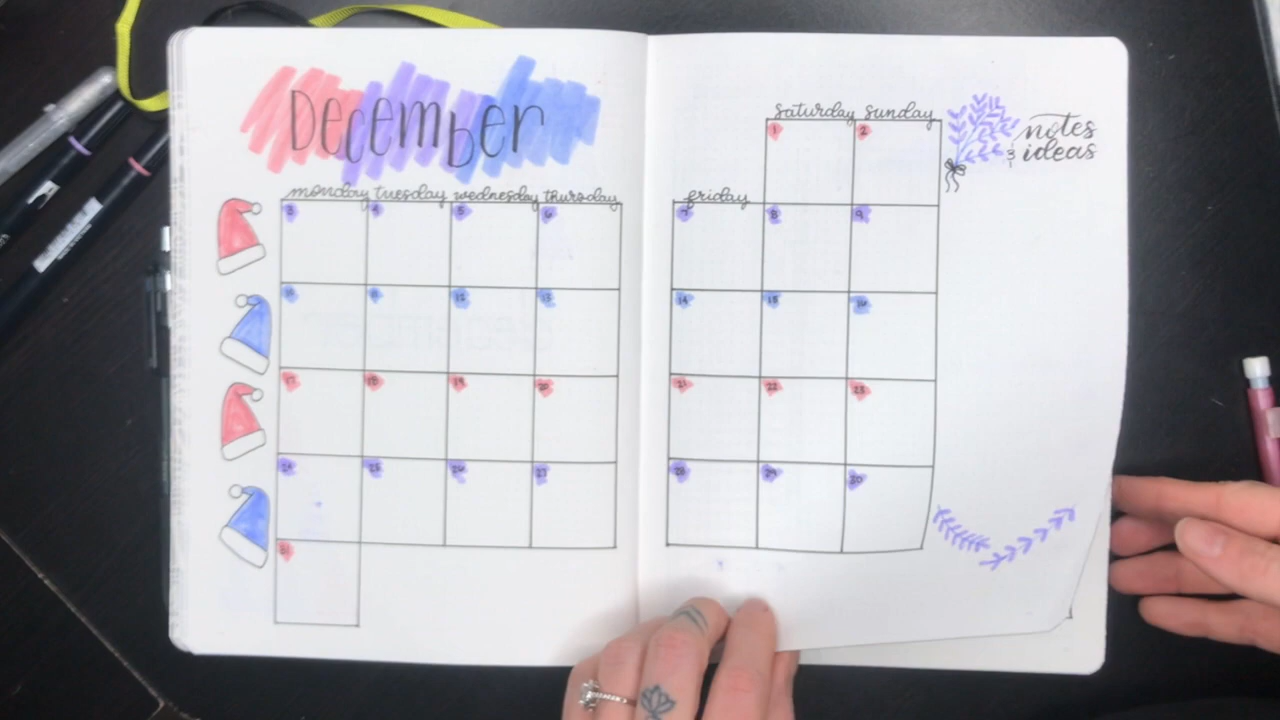 December
monday tuesday wednesday thursday
3 4 5 6
10 11 12 13
17 18 19 20
24 25 26 27
31
saturday sunday
1 2
friday
7 8 9
14 15 16
21 22 23
28 29 30
notes
& ideas